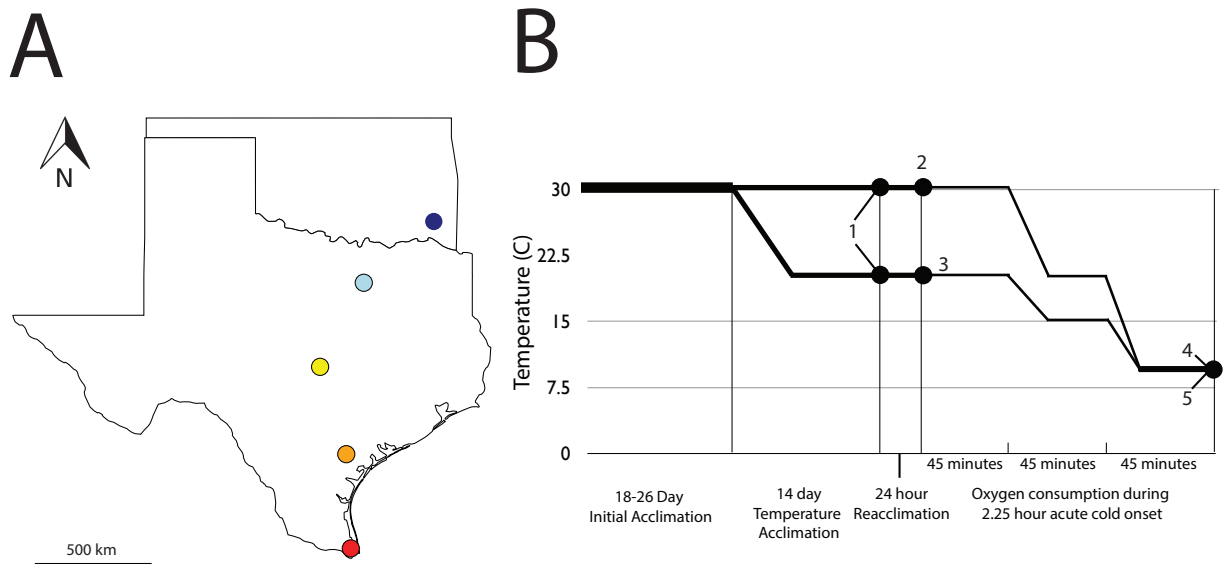 A
N
500 km
B
Temperature (C)
30
22.5
15
7.5
0
1
2
3
4
5
45 minutes
45 minutes
45 minutes
18-26 Day
Initial Acclimation
14 day
Temperature
Acclimation
24 hour
Reacclimation
Oxygen consumption during
2.25 hour acute cold onset